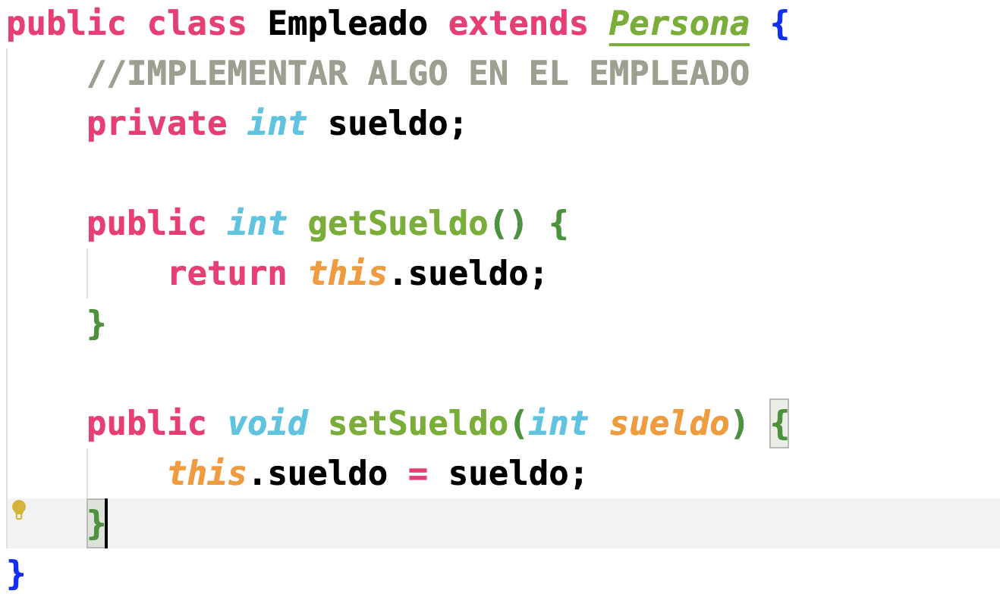 public class Empleado extends Persona {
    //IMPLEMENTAR ALGO EN EL EMPLEADO
    private int sueldo;

    public int getSueldo() {
        return this.sueldo;
    }

    public void setSueldo(int sueldo) {
        this.sueldo = sueldo;
    }
}